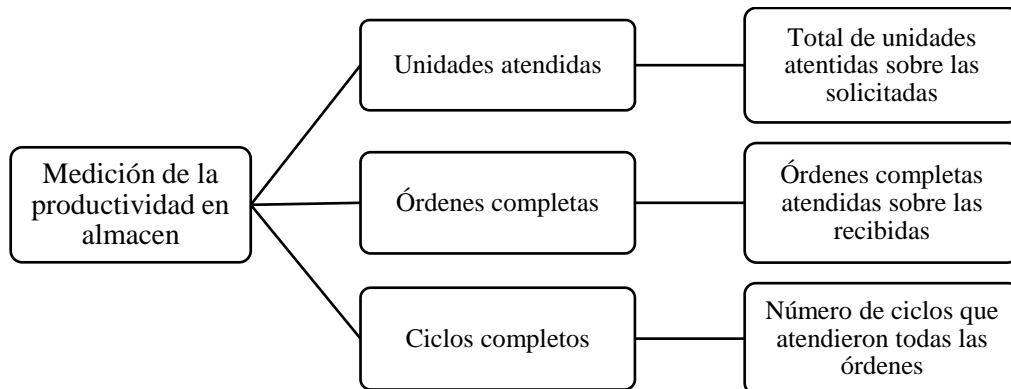 Medición de la
productividad en
almacen
Unidades atendidas
Total de unidades
atentidas sobre las
solicitadas
Órdenes completas
Órdenes completas
atendidas sobre las
recibidas
Ciclos completos
Número de ciclos que
atendieron todas las
órdenes